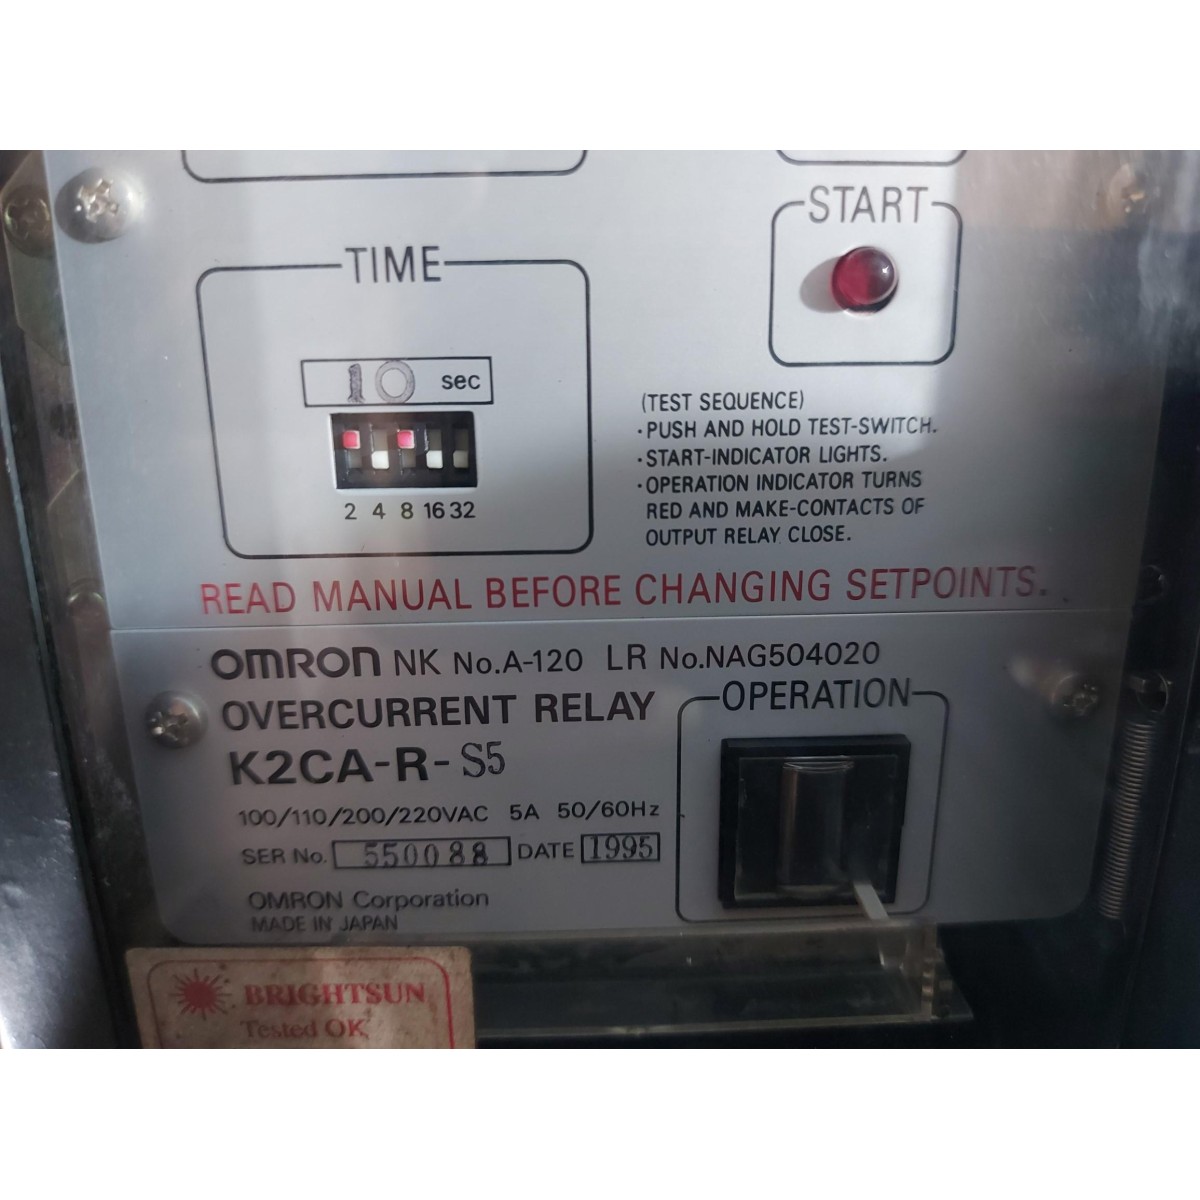 START
TIME
10 sec
2 4 8 16 32
(TEST SEQUENCE)
·PUSH AND HOLD TEST-SWITCH.
·START-INDICATOR LIGHTS.
·OPERATION INDICATOR TURNS
RED AND MAKE-CONTACTS OF
OUTPUT RELAY CLOSE.
READ MANUAL BEFORE CHANGING SETPOINTS.
OMRON NK No.A-120 LR No.NAG504020
OVERCURRENT RELAY
K2CA-R-S5
100/110/200/220VAC 5A 50/60Hz
SER No. 550088 DATE 1995
OMRON Corporation
MADE IN JAPAN
OPERATION
BRIGHTSUN
Tested OK